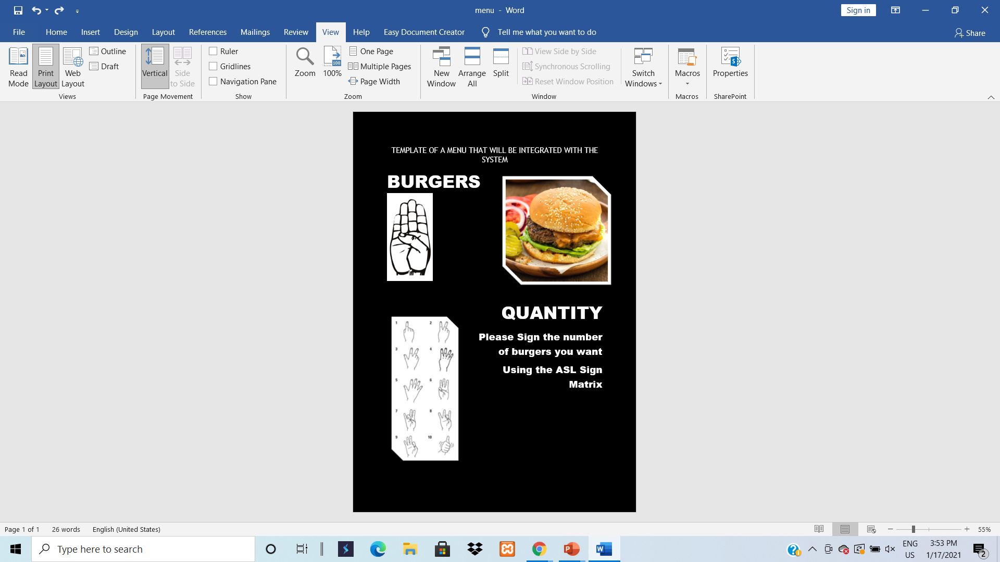 menu - Word
Sign in
File Home Insert Design Layout References Mailings Review View Help Easy Document Creator Tell me what you want to do Share
Read Mode
Print Layout
Web Layout
Outline
Draft
Views
Vertical
Side to Side
Page Movement
Ruler
Gridlines
Navigation Pane
Show
Zoom
100
100%
One Page
Multiple Pages
Page Width
Zoom
New Window
Arrange All
Split
View Side by Side
Synchronous Scrolling
Reset Window Position
Window
Switch Windows
Macros
Macros
Properties
SharePoint
TEMPLATE OF A MENU THAT WILL BE INTEGRATED WITH THE
SYSTEM
BURGERS
QUANTITY
Please Sign the number
of burgers you want
Using the ASL Sign
Matrix
1 2
3 4
5 6
7 8
9 10
Page 1 of 1 26 words English (United States) 55%
Type here to search
ENG
US
3:53 PM
1/17/2021
2